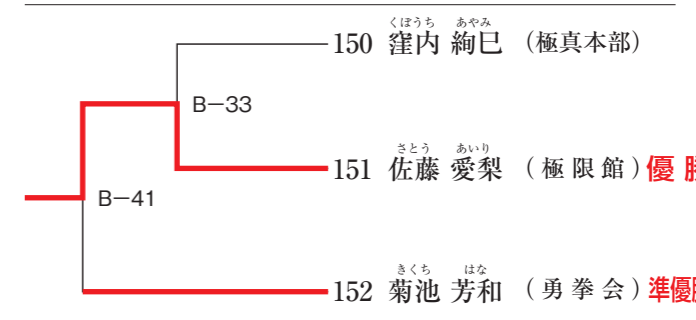 くぼうち あやみ
150 窪内 絢巳 (極真本部)
B-33
さとう あいり
151 佐藤 愛梨 (極限館) 優勝
B-41
きくち はな
152 菊池 芳和 (勇拳会) 準優勝